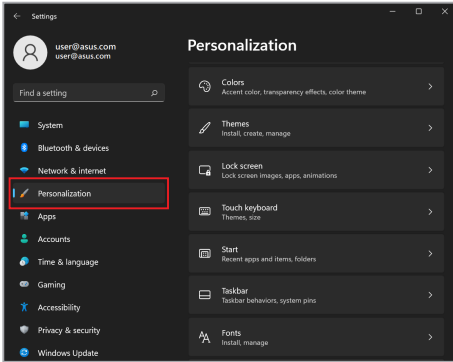 Settings
user@asus.com
user@asus.com
Find a setting
System
Bluetooth & devices
Network & internet
Personalization
Apps
Accounts
Time & language
Gaming
Accessibility
Privacy & security
Windows Update
Personalization
Colors
Accent color, transparency effects, color theme
Themes
Install, create, manage
Lock screen
Lock screen images, apps, animations
Touch keyboard
Themes, size
Start
Recent apps and items, folders
Taskbar
Taskbar behaviors, system pins
Fonts
Install, manage